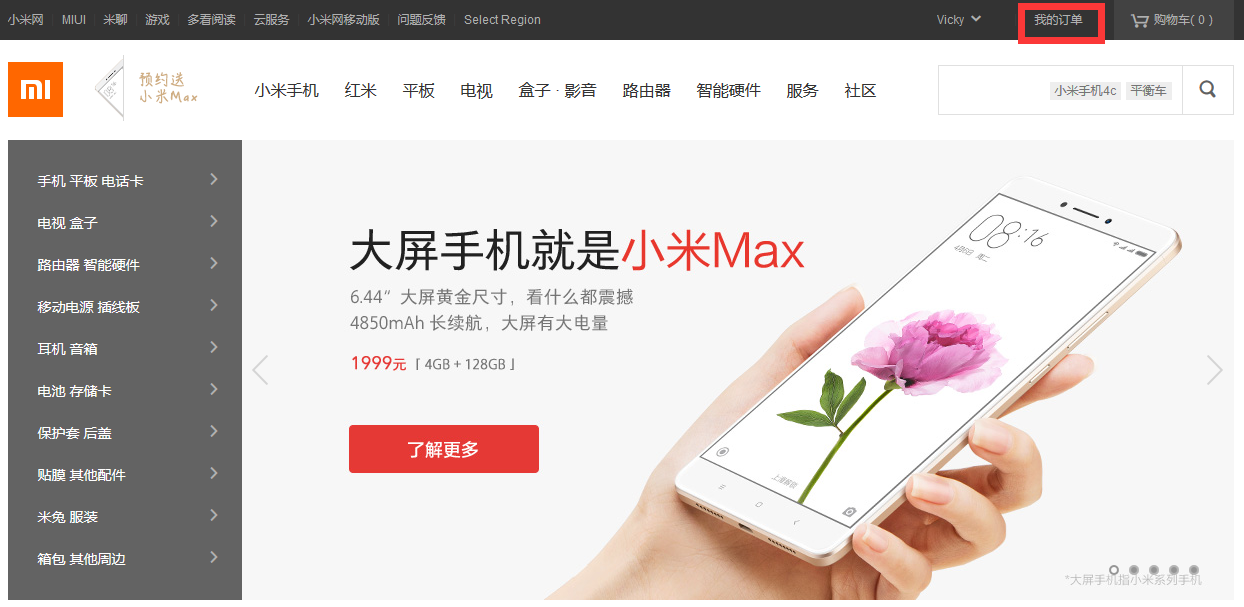 小米网 MIUI 米聊 游戏 多看阅读 云服务 小米网移动版 问题反馈 Select Region Vicky 我的订单 购物车( 0 )
mi
预约送
小米Max
小米手机 红米 平板 电视 盒子 · 影音 路由器 智能硬件 服务 社区 小米手机4c 平衡车
手机 平板 电话卡
电视 盒子
路由器 智能硬件
移动电源 插线板
耳机 音箱
电池 存储卡
保护套 后盖
贴膜 其他配件
米兔 服装
箱包 其他周边
大屏手机就是小米Max
6.44“ 大屏黄金尺寸，看什么都震撼
4850mAh 长续航，大屏有大电量
1999元「 4GB + 128GB 」
了解更多
08:16
*大屏手机指小米系列手机